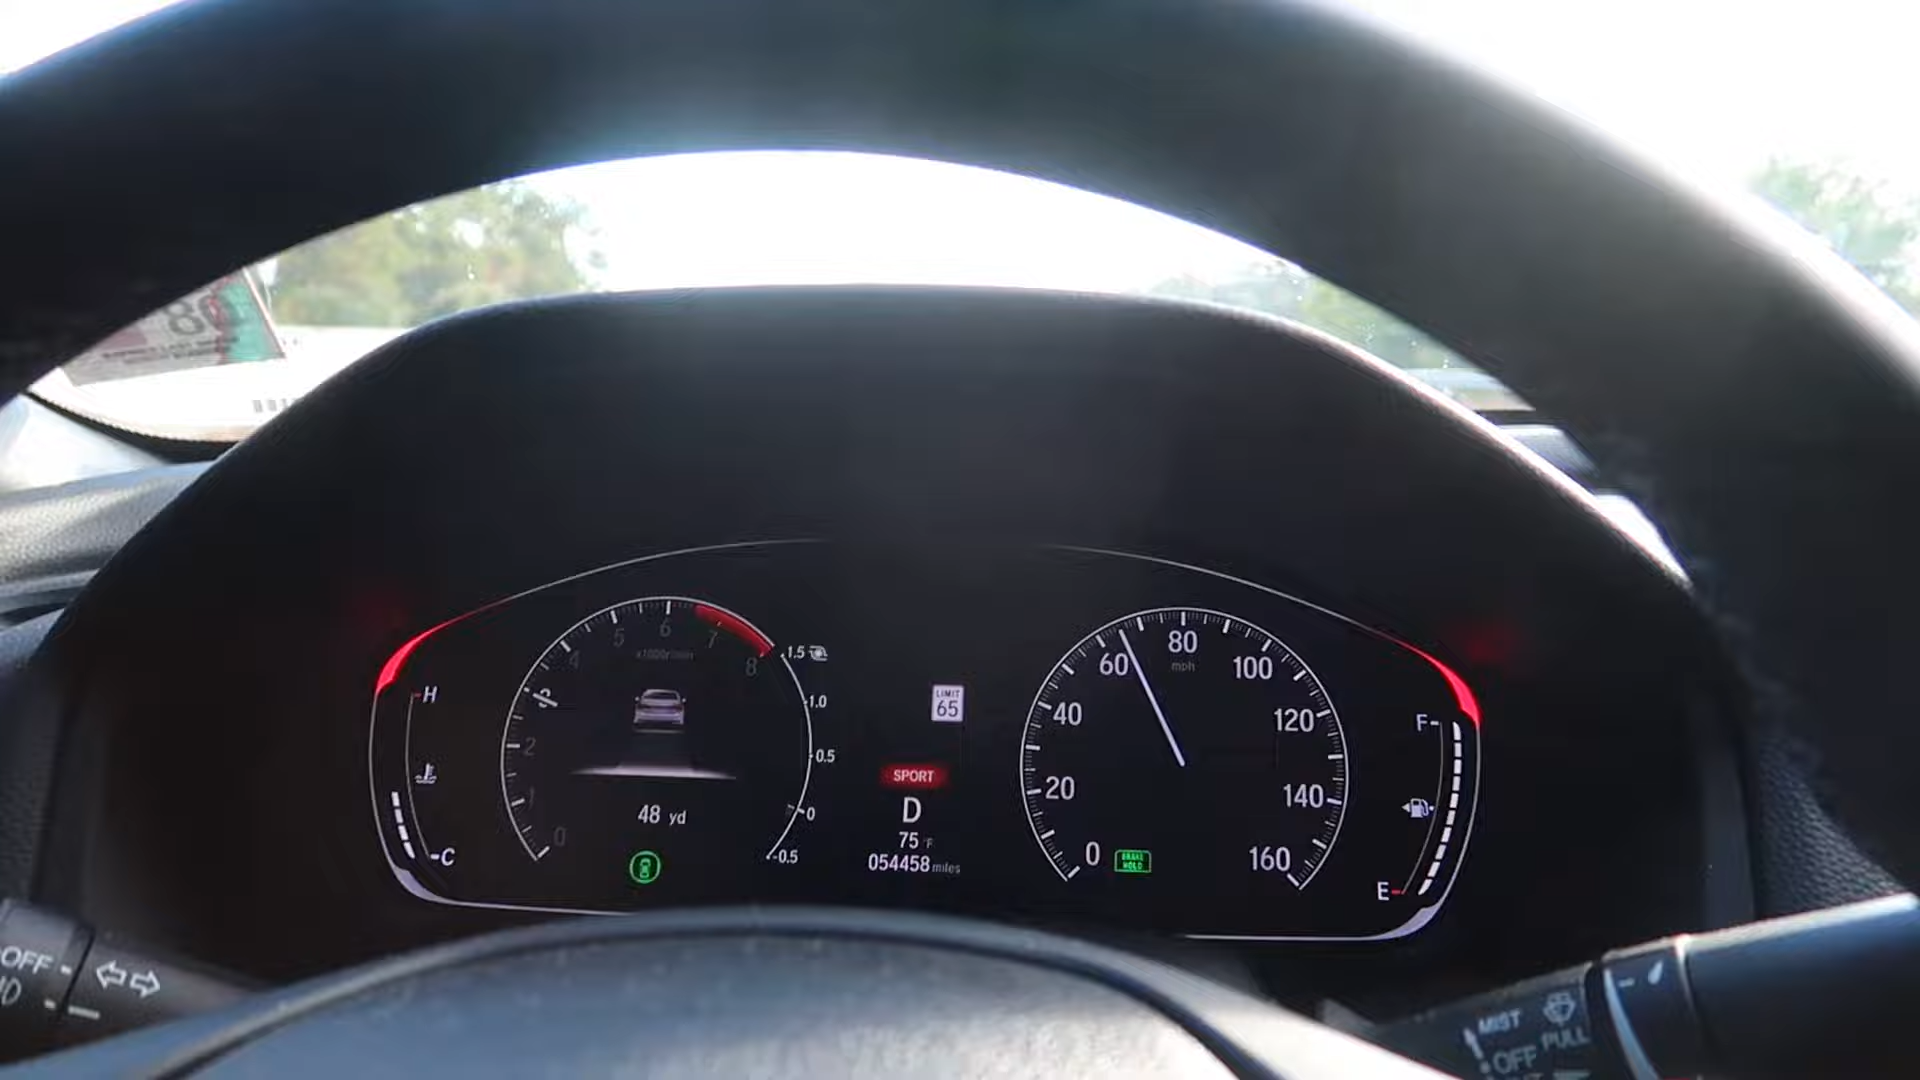 5
6
7
8
x1000r/min
4
3
2
1
0
1.5
1.0
0.5
0
-0.5
H
C
48 yd
LIMIT
65
SPORT
D
75 °F
054458 miles
80
mph
60
100
40
120
20
140
0
160
BRAKE
HOLD
F
E
OFF
MIST
PULL
OFF